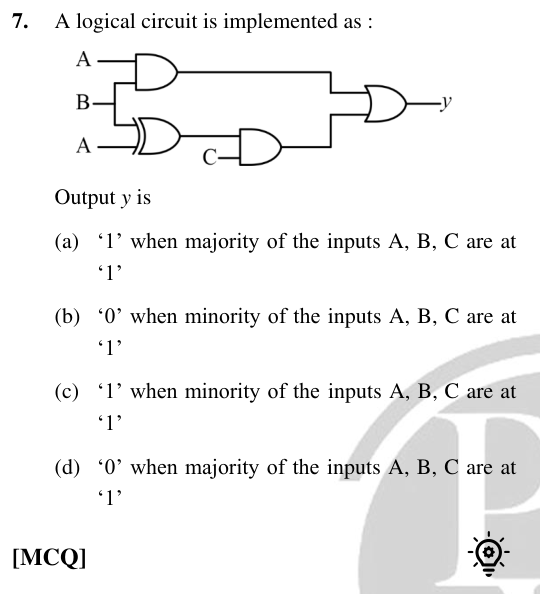 7. A logical circuit is implemented as :
A
B
y
A
C
Output y is
(a) ‘1’ when majority of the inputs A, B, C are at
‘1’
(b) ‘0’ when minority of the inputs A, B, C are at
‘1’
(c) ‘1’ when minority of the inputs A, B, C are at
‘1’
(d) ‘0’ when majority of the inputs A, B, C are at
‘1’
[MCQ]